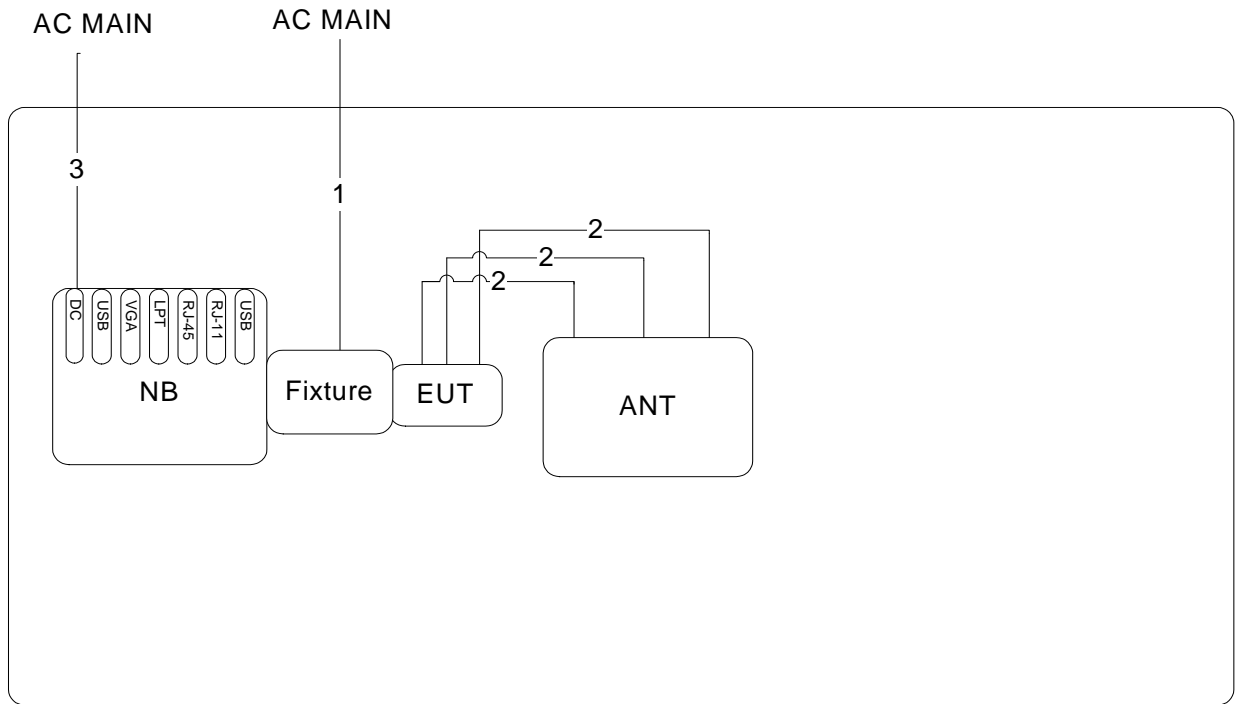 AC MAIN
AC MAIN
3
1
2
2
2
DC
USB
VGA
LPT
RJ-45
RJ-11
USB
NB
Fixture
EUT
ANT